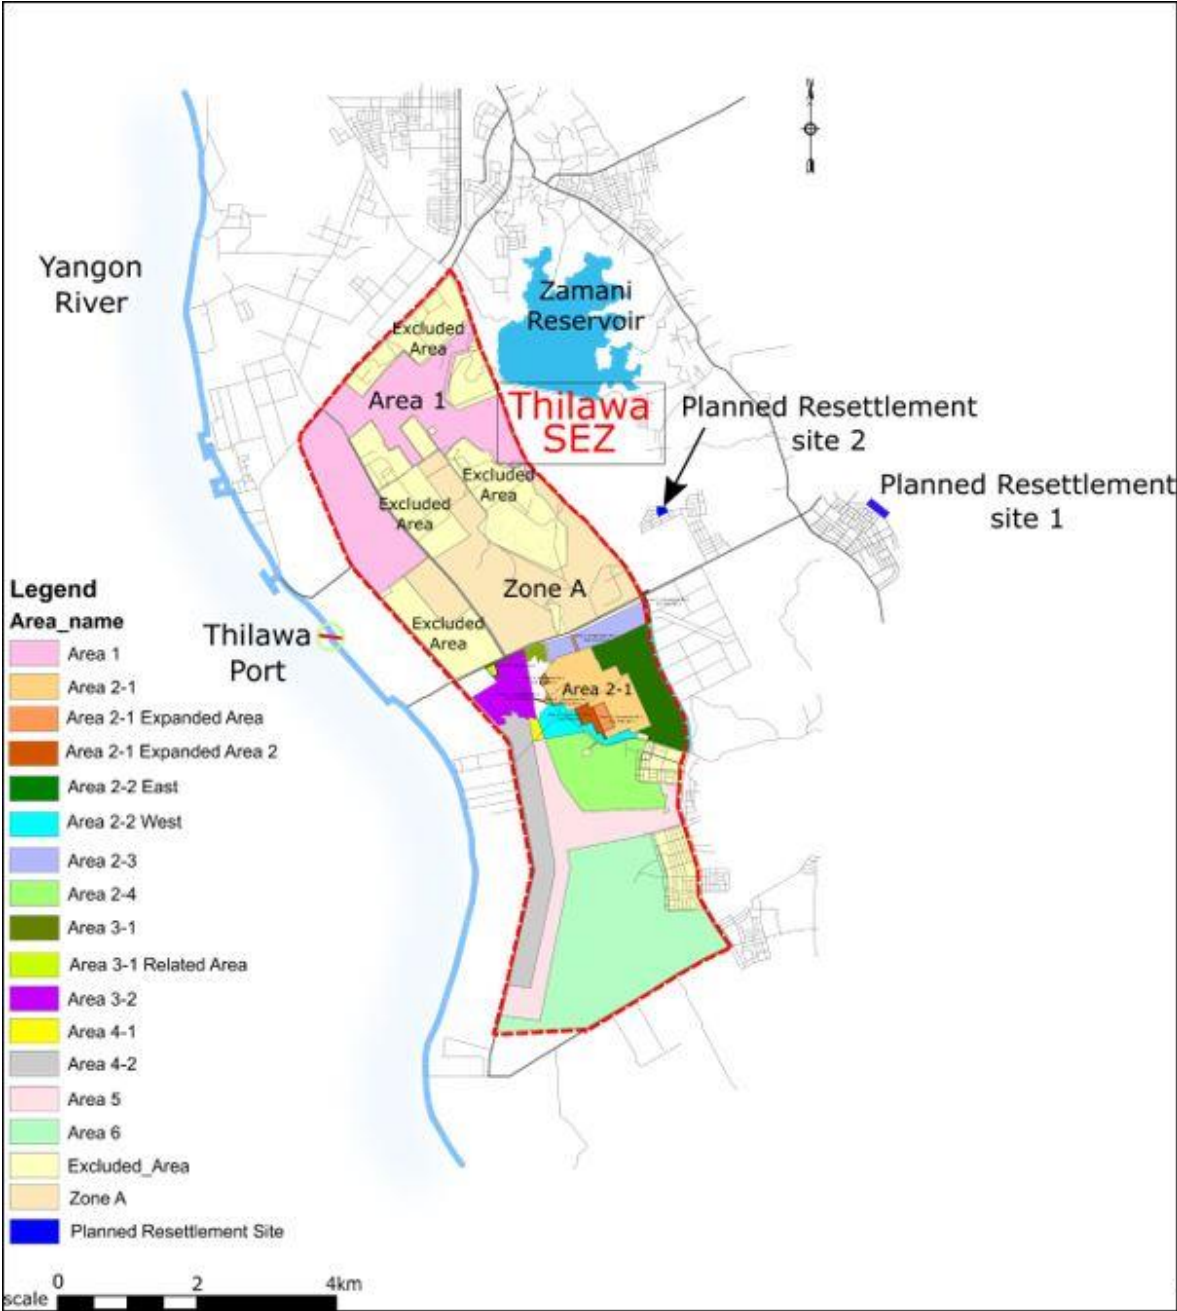 N
Yangon
River
Zamani
Reservoir
Excluded
Area
Area 1
Thilawa
SEZ
Planned Resettlement
site 2
Excluded
Area
Planned Resettlement
site 1
Excluded
Area
Zone A
Excluded
Area
Thilawa
Port
Area 2-1
Legend
Area_name
Area 1
Area 2-1
Area 2-1 Expanded Area
Area 2-1 Expanded Area 2
Area 2-2 East
Area 2-2 West
Area 2-3
Area 2-4
Area 3-1
Area 3-1 Related Area
Area 3-2
Area 4-1
Area 4-2
Area 5
Area 6
Excluded_Area
Zone A
Planned Resettlement Site
0 2 4km
scale